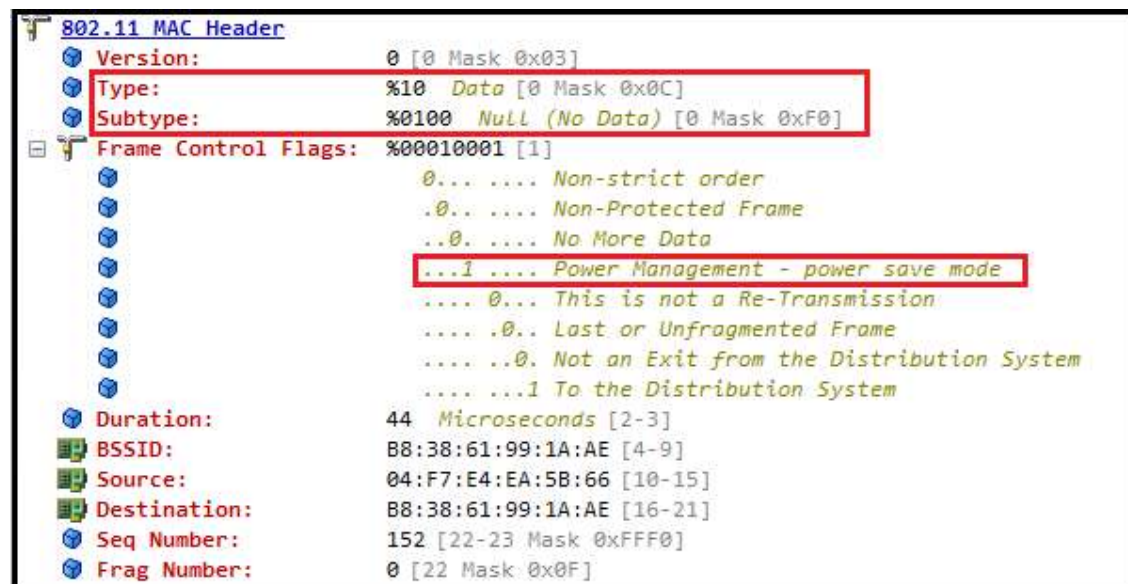 802.11 MAC Header
Version: 0 [0 Mask 0x03]
Type: %10 Data [0 Mask 0x0C]
Subtype: %0100 Null (No Data) [0 Mask 0xF0]
Frame Control Flags: %00010001 [1]
0... .... Non-strict order
.0.. .... Non-Protected Frame
..0. .... No More Data
...1 .... Power Management - power save mode
.... 0... This is not a Re-Transmission
.... .0.. Last or Unfragmented Frame
.... ..0. Not an Exit from the Distribution System
.... ...1 To the Distribution System
Duration: 44 Microseconds [2-3]
BSSID: B8:38:61:99:1A:AE [4-9]
Source: 04:F7:E4:EA:5B:66 [10-15]
Destination: B8:38:61:99:1A:AE [16-21]
Seq Number: 152 [22-23 Mask 0xFFF0]
Frag Number: 0 [22 Mask 0x0F]